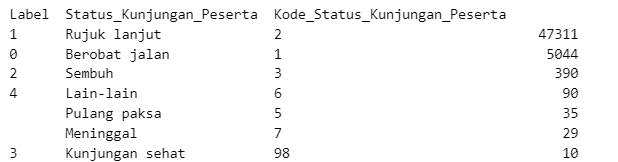 Label Status_Kunjungan_Peserta Kode_Status_Kunjungan_Peserta
1 Rujuk lanjut 2 47311
0 Berobat jalan 1 5044
2 Sembuh 3 390
4 Lain-lain 6 90
Pulang paksa 5 35
Meninggal 7 29
3 Kunjungan sehat 98 10